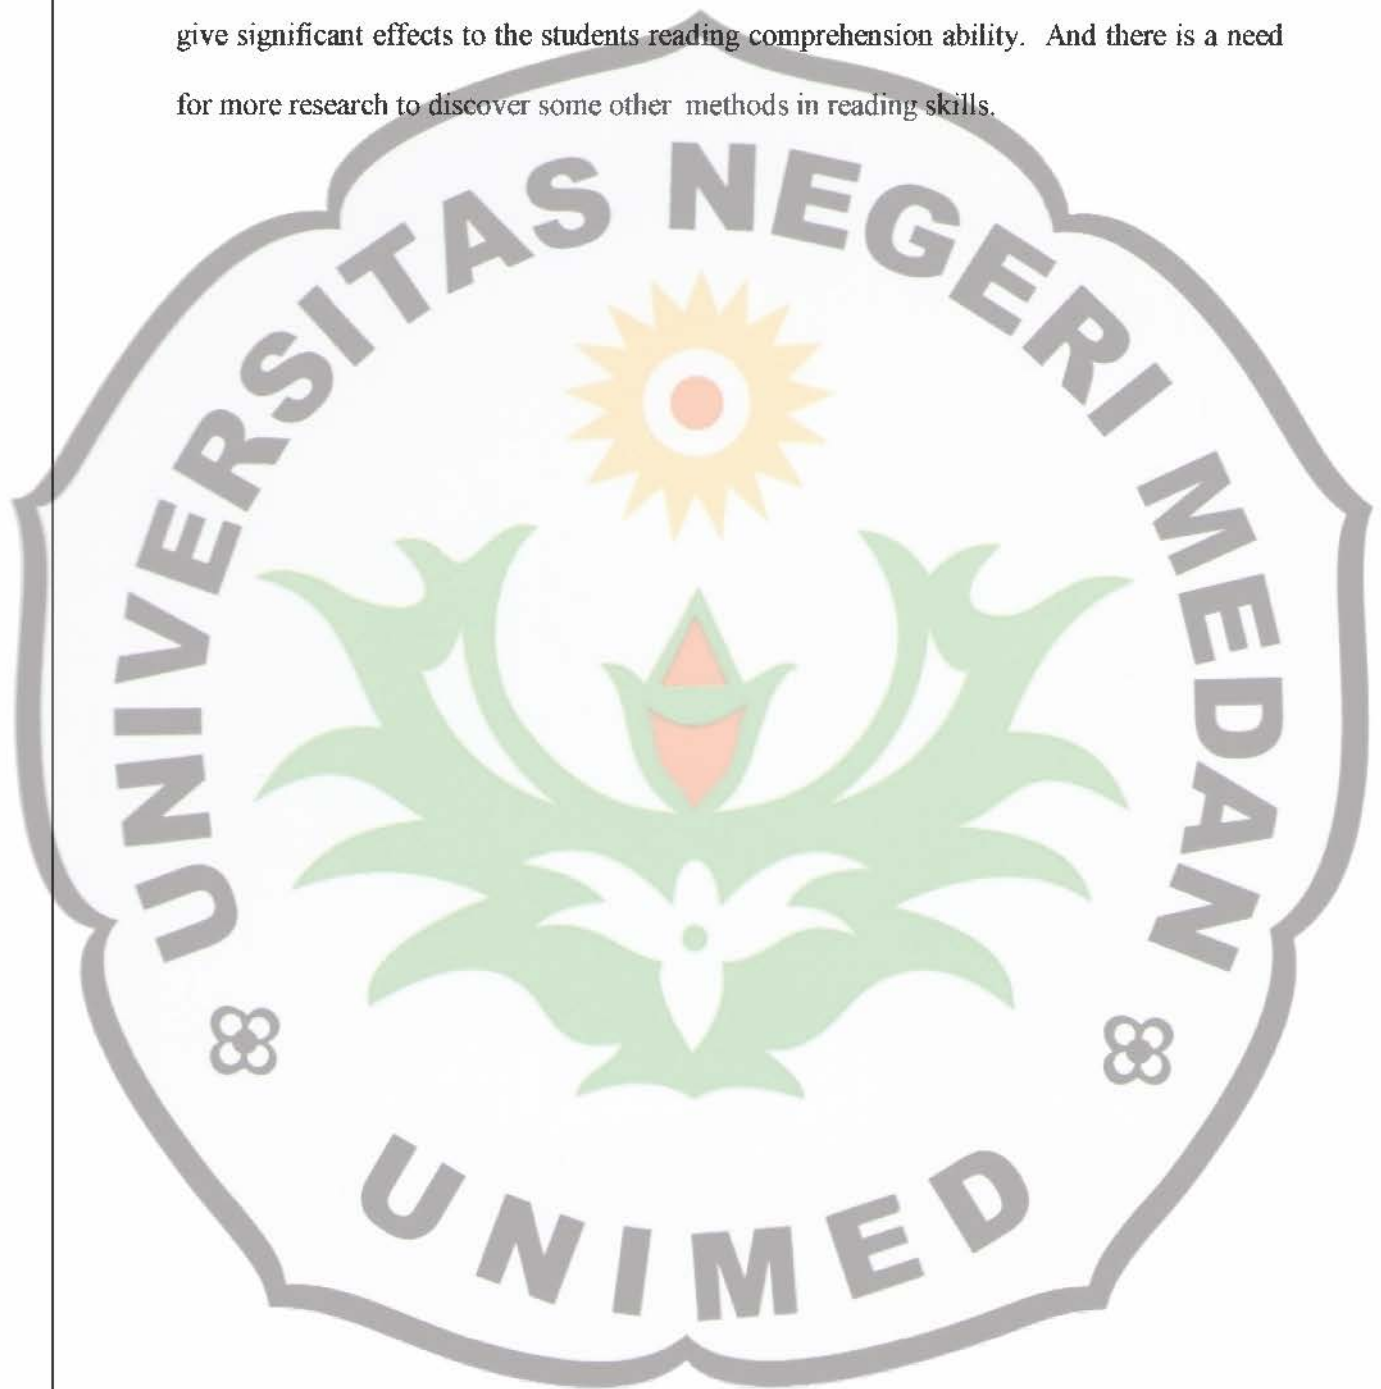 give significant effects to the students reading comprehension ability. And there is a need
for more research to discover some other methods in reading skills.
UNIVERSITAS NEGERI MEDAN
UNIMED